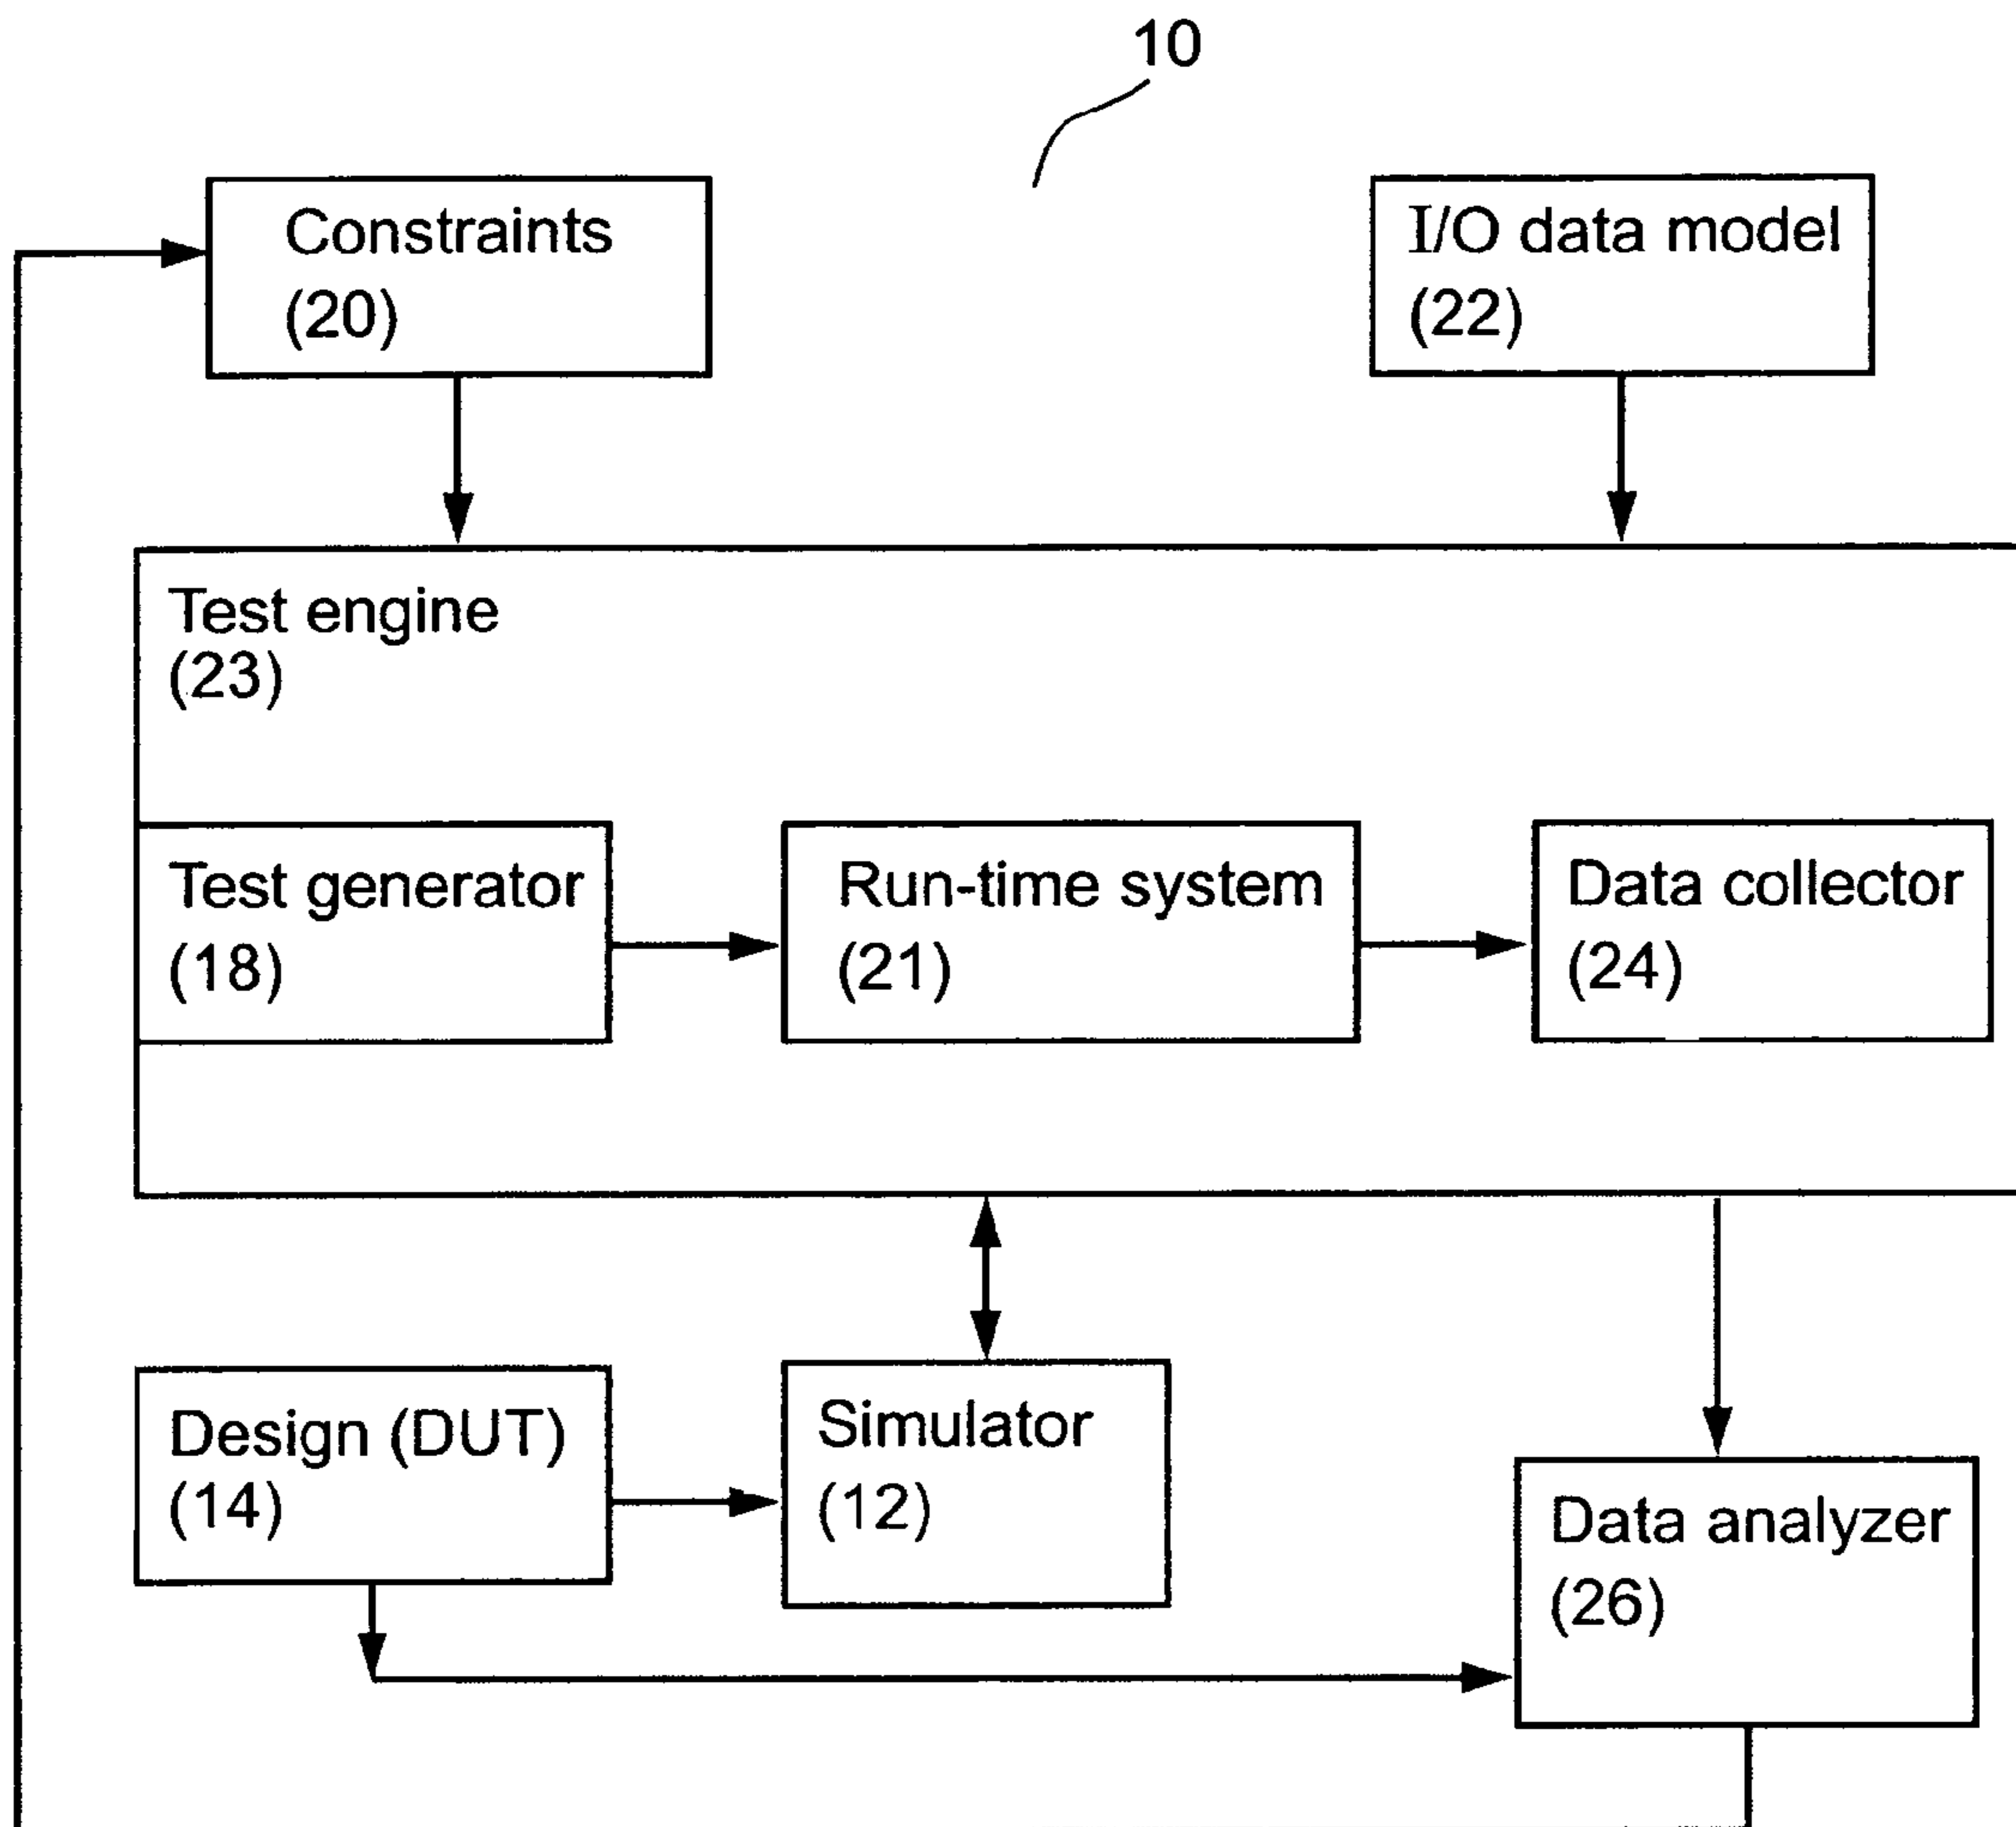 10
Constraints
(20)
I/O data model
(22)
Test engine
(23)
Test generator
(18)
Run-time system
(21)
Data collector
(24)
Design (DUT)
(14)
Simulator
(12)
Data analyzer
(26)